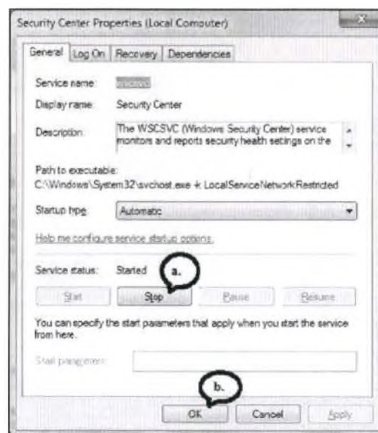 Security Center Properties (Local Computer)
General Log On Recovery Dependencies
Service name: wscsvc
Display name: Security Center
Description: The WSCSVC (Windows Security Center) service
monitors and reports security health settings on the
Path to executable:
C:\Windows\System32\svchost.exe -k LocalServiceNetworkRestricted
Startup type: Automatic
Help me configure service startup options.
Service status: Started
a.
Start Stop Pause Resume
You can specify the start parameters that apply when you start the service
from here.
Start parameters:
b.
OK Cancel Apply